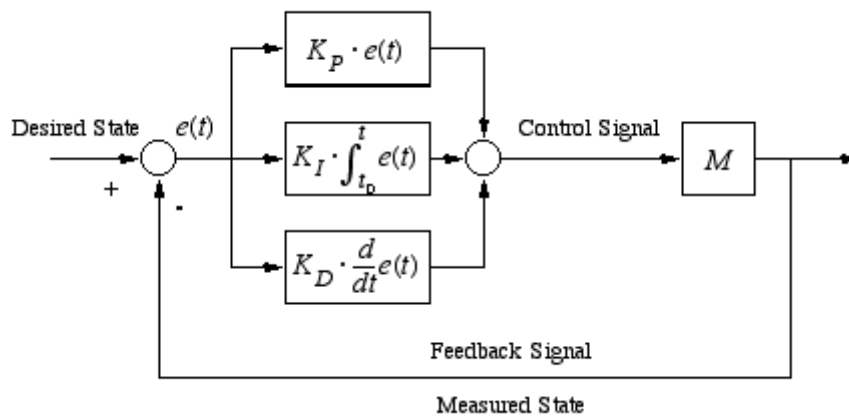 K_P · e(t)
Desired State
e(t)
+
-
K_I · ∫_{t_0}^{t} e(t)
Control Signal
M
K_D · d/dt e(t)
Feedback Signal
Measured State